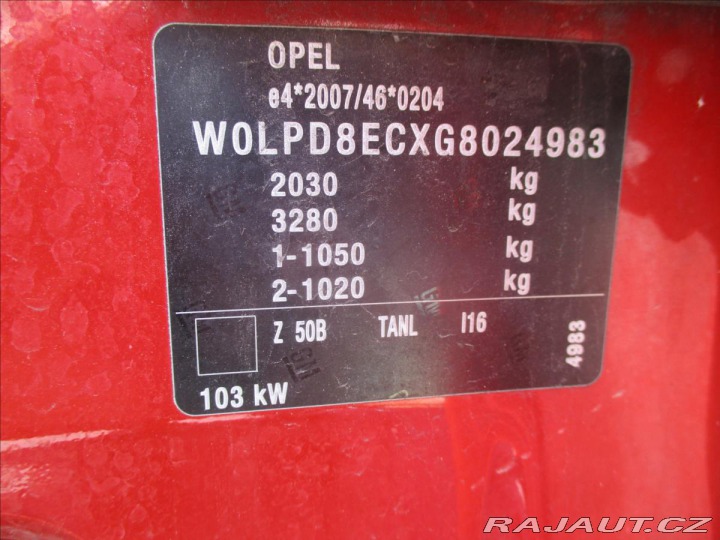 OPEL
e4*2007/46*0204
W0LPD8ECXG8024983
2030 kg
3280 kg
1-1050 kg
2-1020 kg
Z 50B TANL I16
4983
103 kW
RAJAUT.CZ